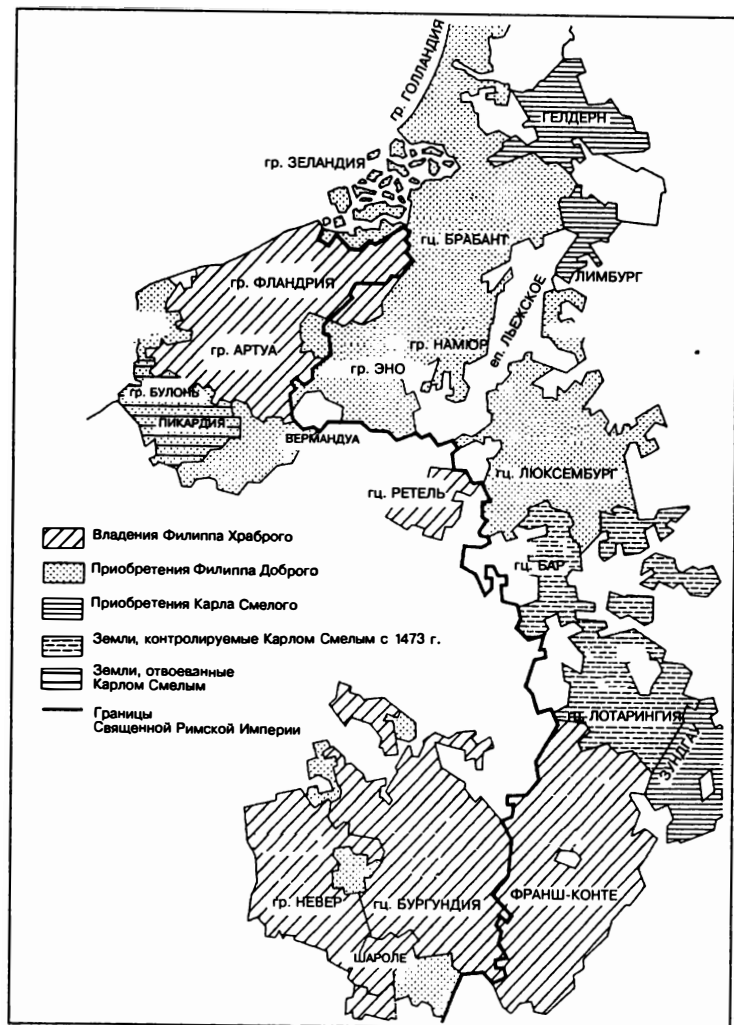 гр. ГОЛЛАНДИЯ
ГЕЛДЕРН
гр. ЗЕЛАНДИЯ
гц. БРАБАНТ
ЛИМБУРГ
гр. ФЛАНДРИЯ
еп. ЛЬЕЖСКОЕ
гр. НАМЮР
гр. АРТУА
гр. ЭНО
гр. БУЛОНЬ
ПИКАРДИЯ
ВЕРМАНДУА
гц. ЛЮКСЕМБУРГ
гц. РЕТЕЛЬ
гц. БАР
Владения Филиппа Храброго
Приобретения Филиппа Доброго
Приобретения Карла Смелого
Земли, контролируемые Карлом Смелым с 1473 г.
Земли, отвоеванные
Карлом Смелым
Границы
Священной Римской Империи
гц. ЛОТАРИНГИЯ
ЗУНДГАУ
гр. НЕВЕР
гц. БУРГУНДИЯ
ФРАНШ-КОНТЕ
ШАРОЛЕ